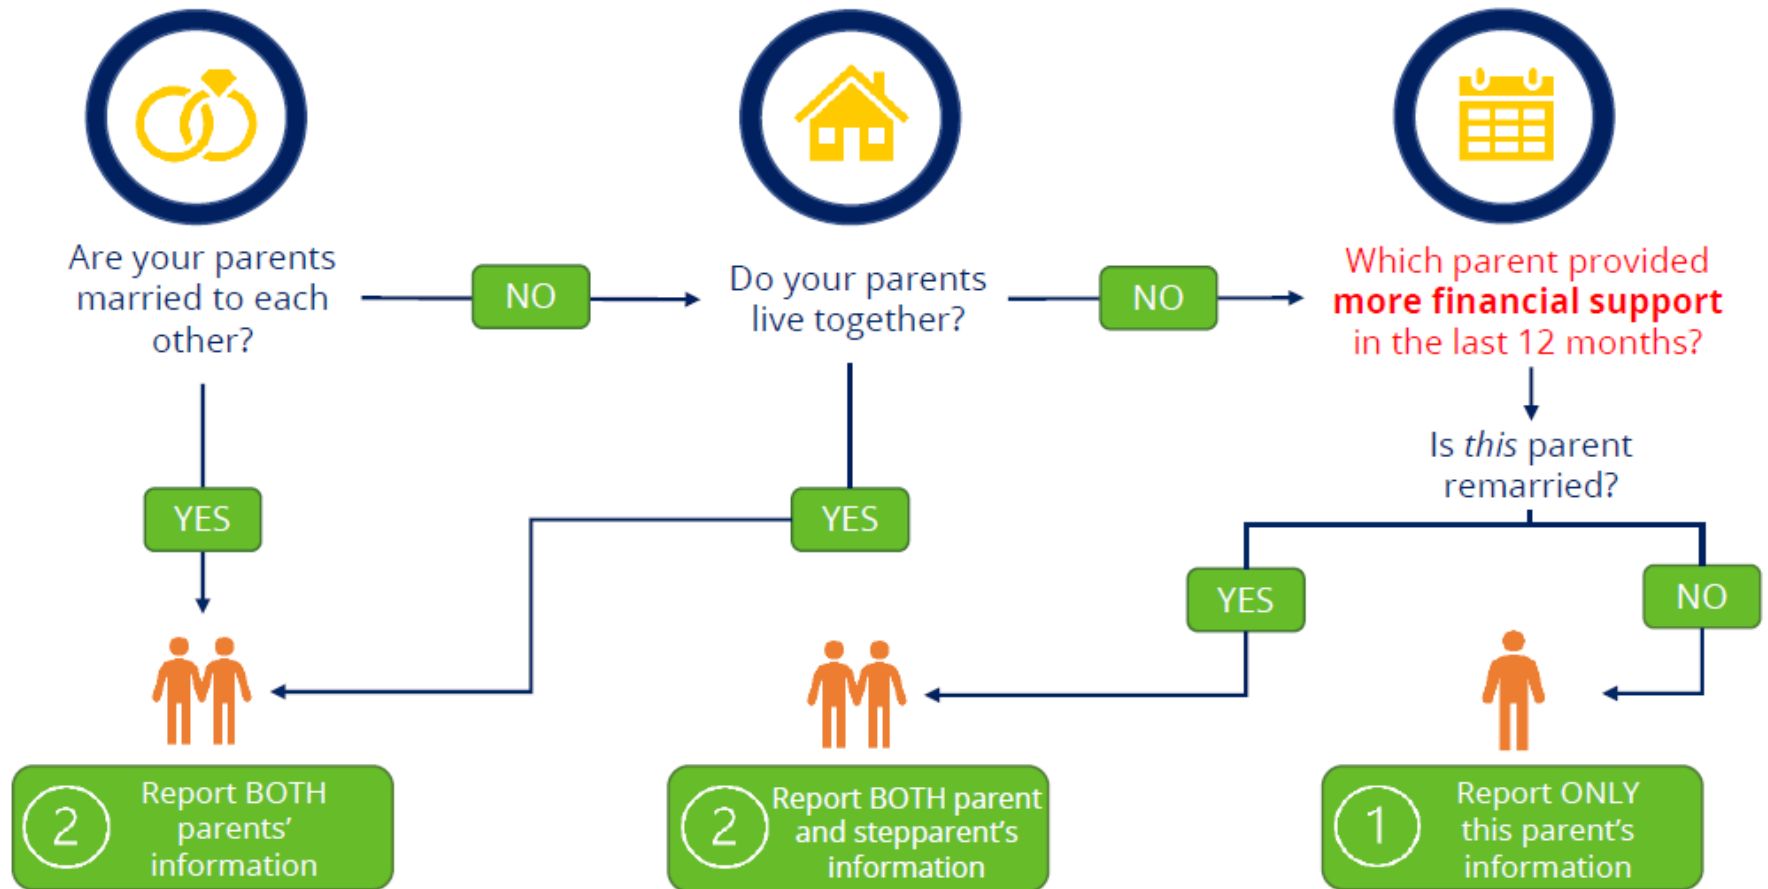 Are your parents
married to each
other?
NO
Do your parents
live together?
NO
Which parent provided
more financial support
in the last 12 months?
Is this parent
remarried?
YES
YES
YES
NO
2
Report BOTH
parents’
information
2
Report BOTH parent
and stepparent’s
information
1
Report ONLY
this parent’s
information